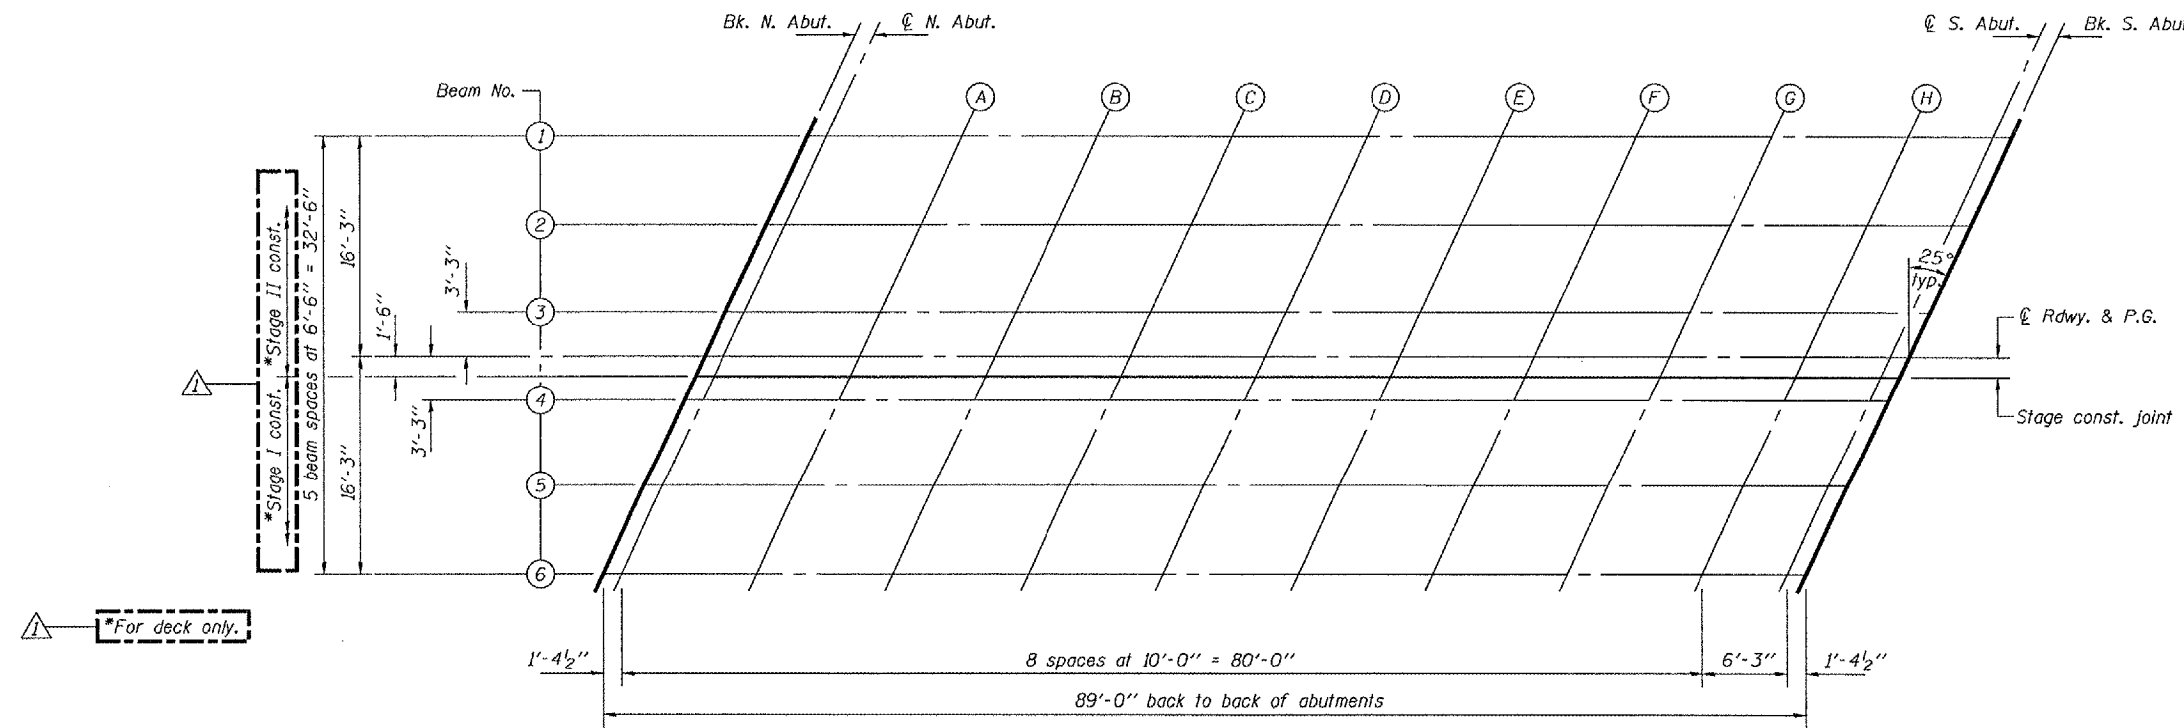 Bk. N. Abut.
℄ N. Abut.
℄ S. Abut.
Bk. S. Abut
Beam No.
A
B
C
D
E
F
G
H
1
2
3
4
5
6
*Stage II const.
*Stage I const.
5 beam spaces at 6'-6" = 32'-6"
16'-3"
16'-3"
1'-6"
3'-3"
3'-3"
25°
typ.
℄ Rdwy. & P.G.
Stage const. joint
1
1
*For deck only.
1'-4½"
8 spaces at 10'-0" = 80'-0"
6'-3"
1'-4½"
89'-0" back to back of abutments